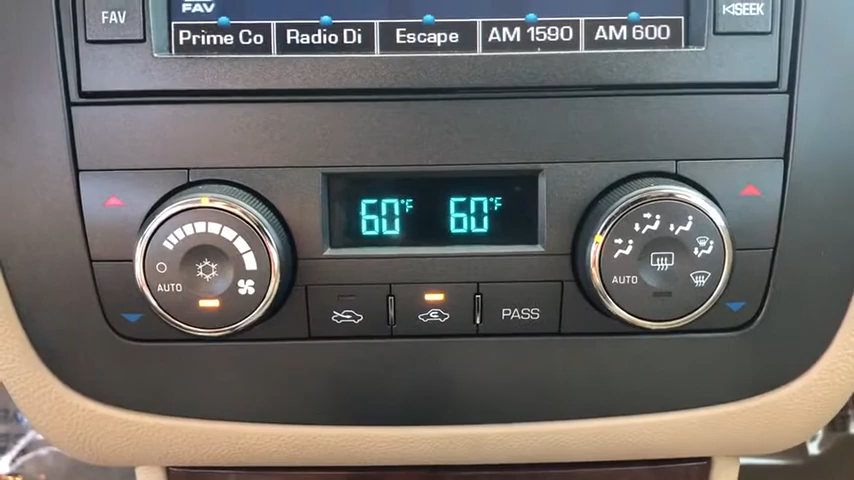 FAV
FAV
Prime Co
Radio Di
Escape
AM 1590
AM 600
SEEK
60°F
60°F
AUTO
AUTO
PASS